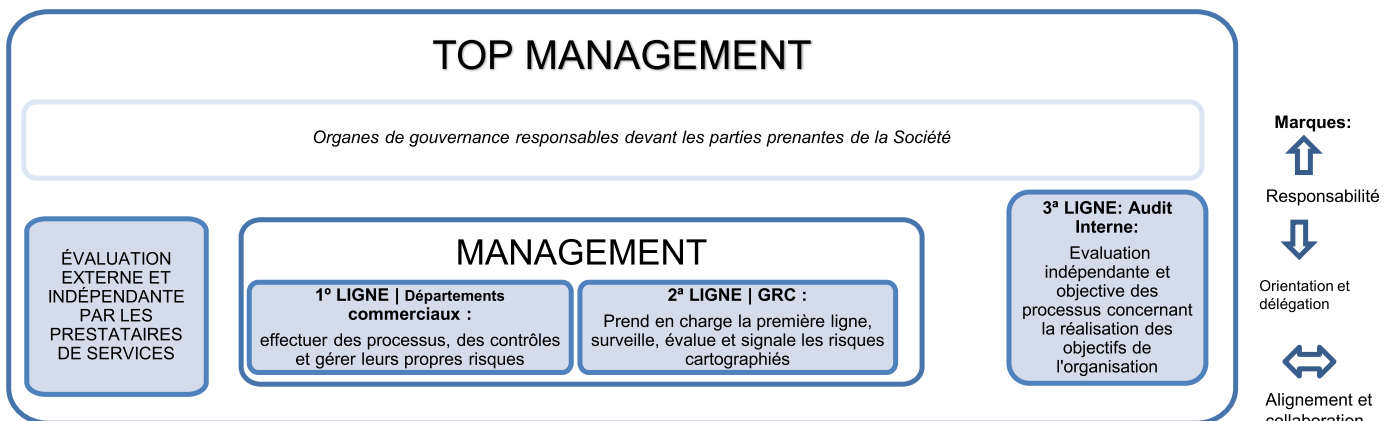 TOP MANAGEMENT
Organes de gouvernance responsables devant les parties prenantes de la Société
ÉVALUATION
EXTERNE ET
INDÉPENDANTE
PAR LES
PRESTATAIRES
DE SERVICES
MANAGEMENT
1º LIGNE | Départements
commerciaux :
effectuer des processus, des contrôles
et gérer leurs propres risques
2ª LIGNE | GRC :
Prend en charge la première ligne,
surveille, évalue et signale les risques
cartographiés
3ª LIGNE: Audit
Interne:
Evaluation
indépendante et
objective des
processus concernant
la réalisation des
objectifs de
l'organisation
Marques:
Responsabilité
Orientation et
délégation
Alignement et
collaboration